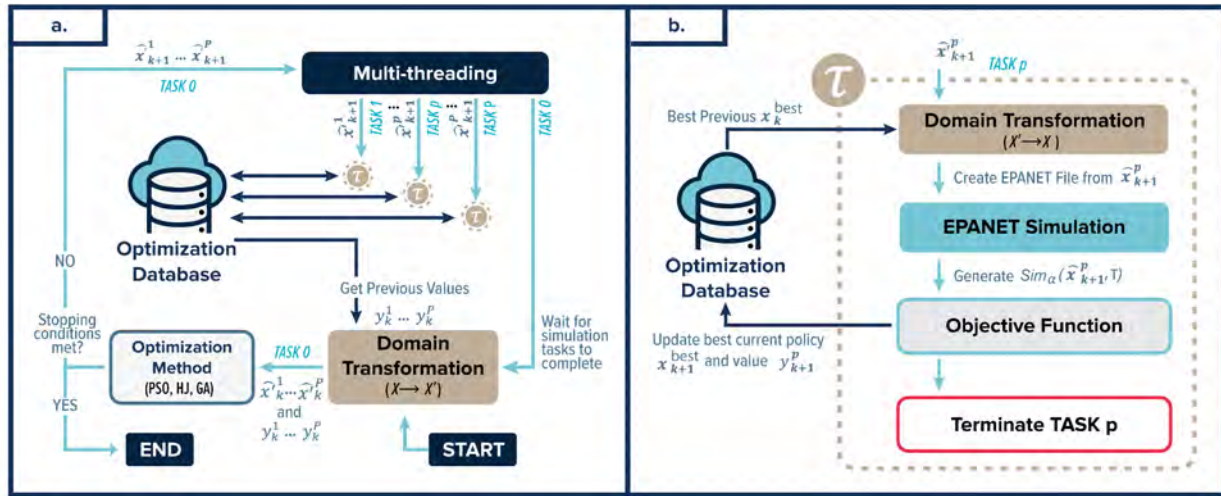 a.
x̂¹ₖ₊₁ ... x̂ᴾₖ₊₁
TASK 0
Multi-threading
x̂'¹ₖ₊₁ TASK 1 ... x̂'ᵖₖ₊₁ TASK p ... x̂'ᴾₖ₊₁ TASK P
TASK 0
τ
τ
τ
Optimization
Database
NO
Get Previous Values
y¹ₖ ... yᴾₖ
Stopping
conditions
met?
Optimization
Method
(PSO, HJ, GA)
TASK 0
x̂'¹ₖ...x̂'ᴾₖ
and
y¹ₖ ... yᴾₖ
Domain
Transformation
(X⟶ X')
Wait for
simulation
tasks to
complete
YES
END
START
b.
τ
x̂'ᵖₖ₊₁
TASK p
Best Previous xₖᵇᵉˢᵗ
Domain Transformation
(X'⟶X)
Create EPANET File from x̂ᵖₖ₊₁
EPANET Simulation
Optimization
Database
Generate Simα(x̂ᵖₖ₊₁,T)
Objective Function
Update best current policy
xₖ₊₁ᵇᵉˢᵗ and value yᵖₖ₊₁
Terminate TASK p